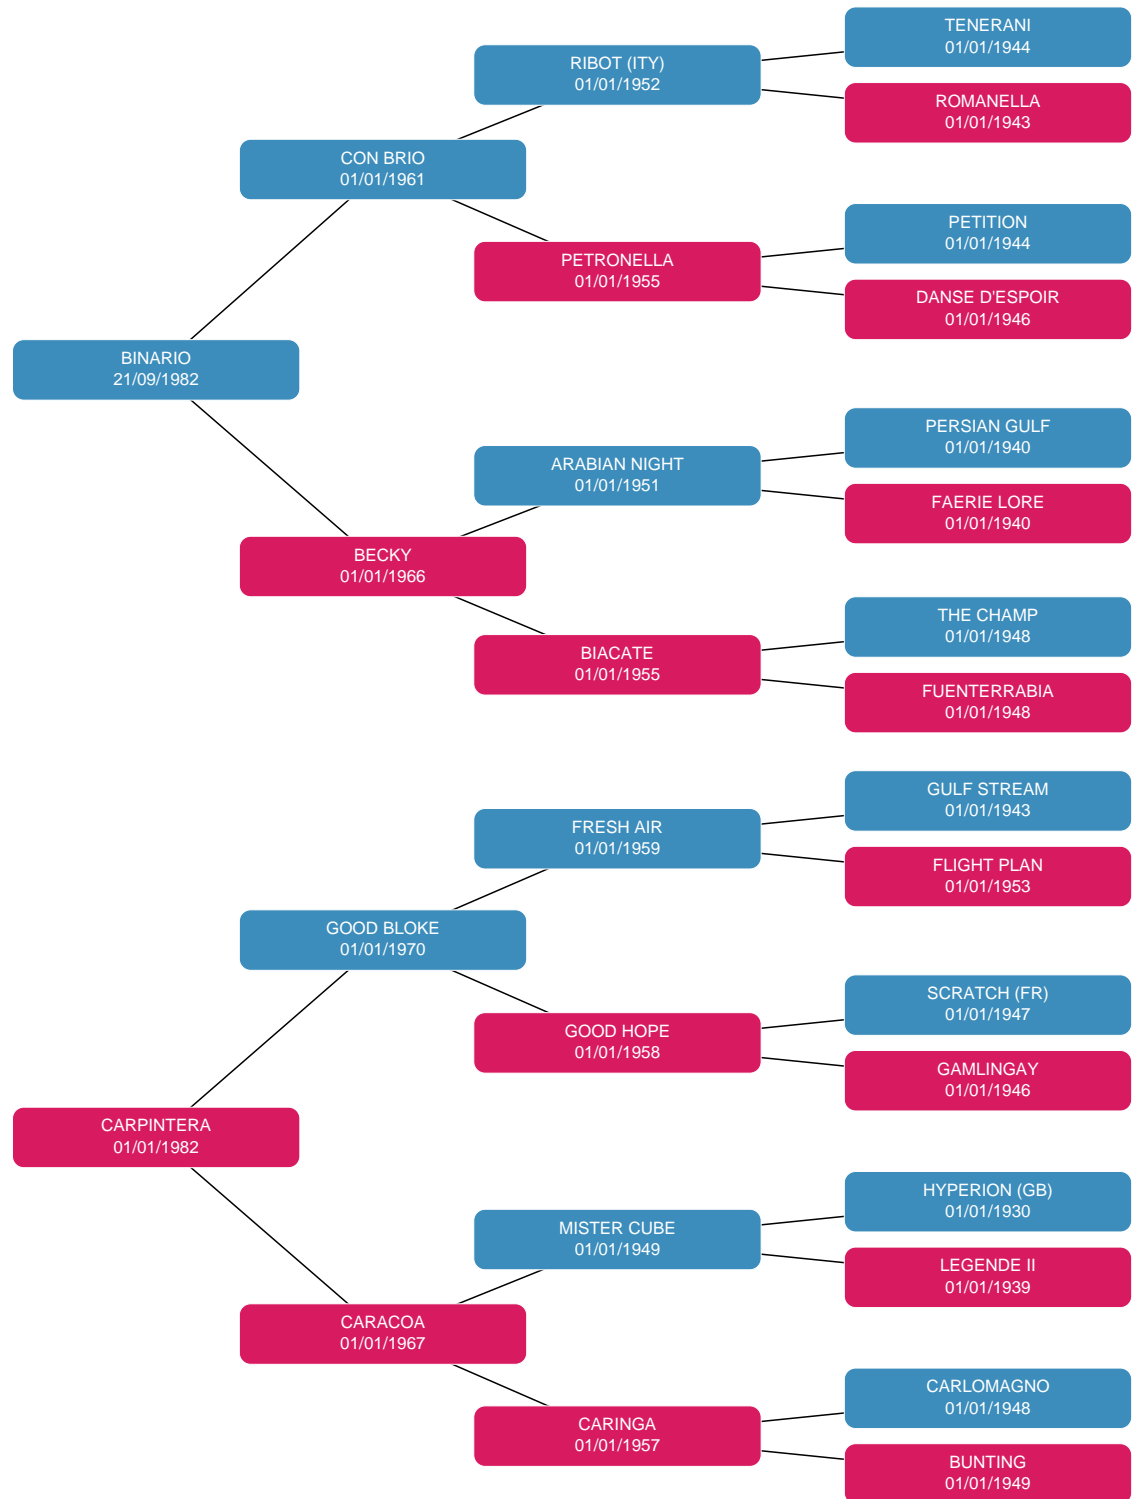 TENERANI
01/01/1944
RIBOT (ITY)
01/01/1952
ROMANELLA
01/01/1943
CON BRIO
01/01/1961
PETITION
01/01/1944
PETRONELLA
01/01/1955
DANSE D'ESPOIR
01/01/1946
BINARIO
21/09/1982
PERSIAN GULF
01/01/1940
ARABIAN NIGHT
01/01/1951
FAERIE LORE
01/01/1940
BECKY
01/01/1966
THE CHAMP
01/01/1948
BIACATE
01/01/1955
FUENTERRABIA
01/01/1948
GULF STREAM
01/01/1943
FRESH AIR
01/01/1959
FLIGHT PLAN
01/01/1953
GOOD BLOKE
01/01/1970
SCRATCH (FR)
01/01/1947
GOOD HOPE
01/01/1958
GAMLINGAY
01/01/1946
CARPINTERA
01/01/1982
HYPERION (GB)
01/01/1930
MISTER CUBE
01/01/1949
LEGENDE II
01/01/1939
CARACOA
01/01/1967
CARLOMAGNO
01/01/1948
CARINGA
01/01/1957
BUNTING
01/01/1949